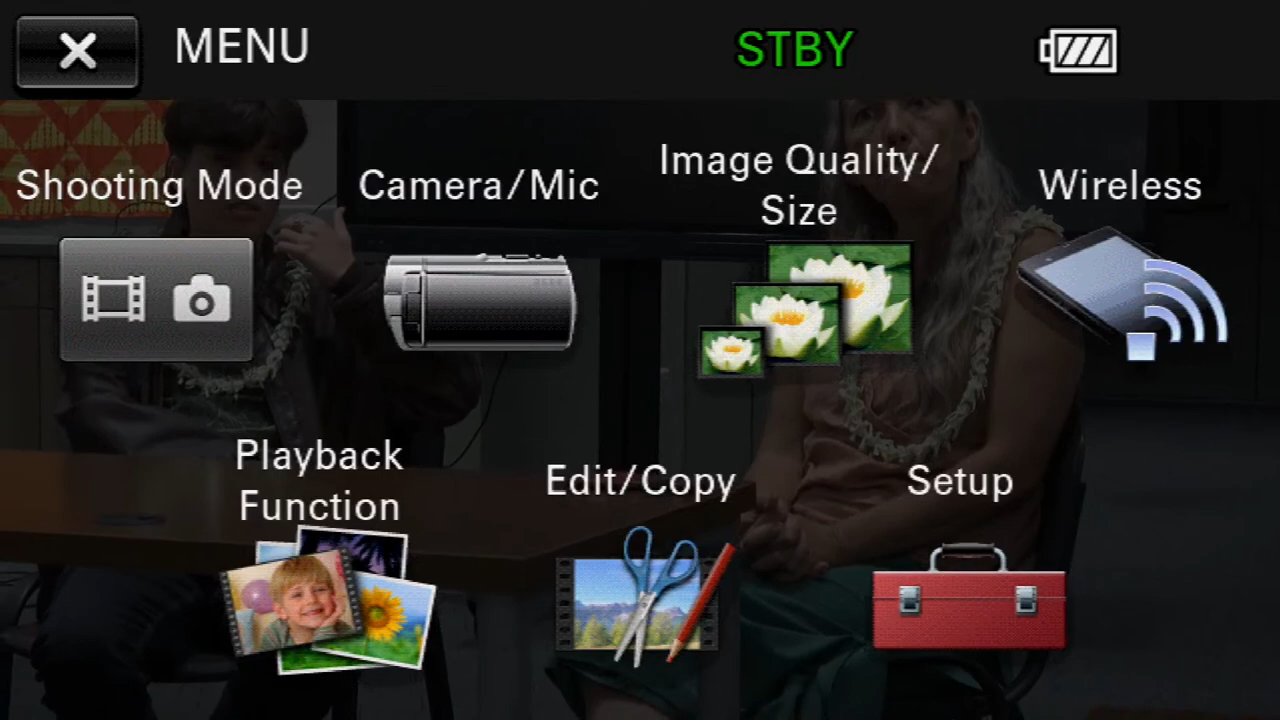 MENU
STBY
Shooting Mode
Camera/Mic
Image Quality/
Size
Wireless
Playback
Function
Edit/Copy
Setup